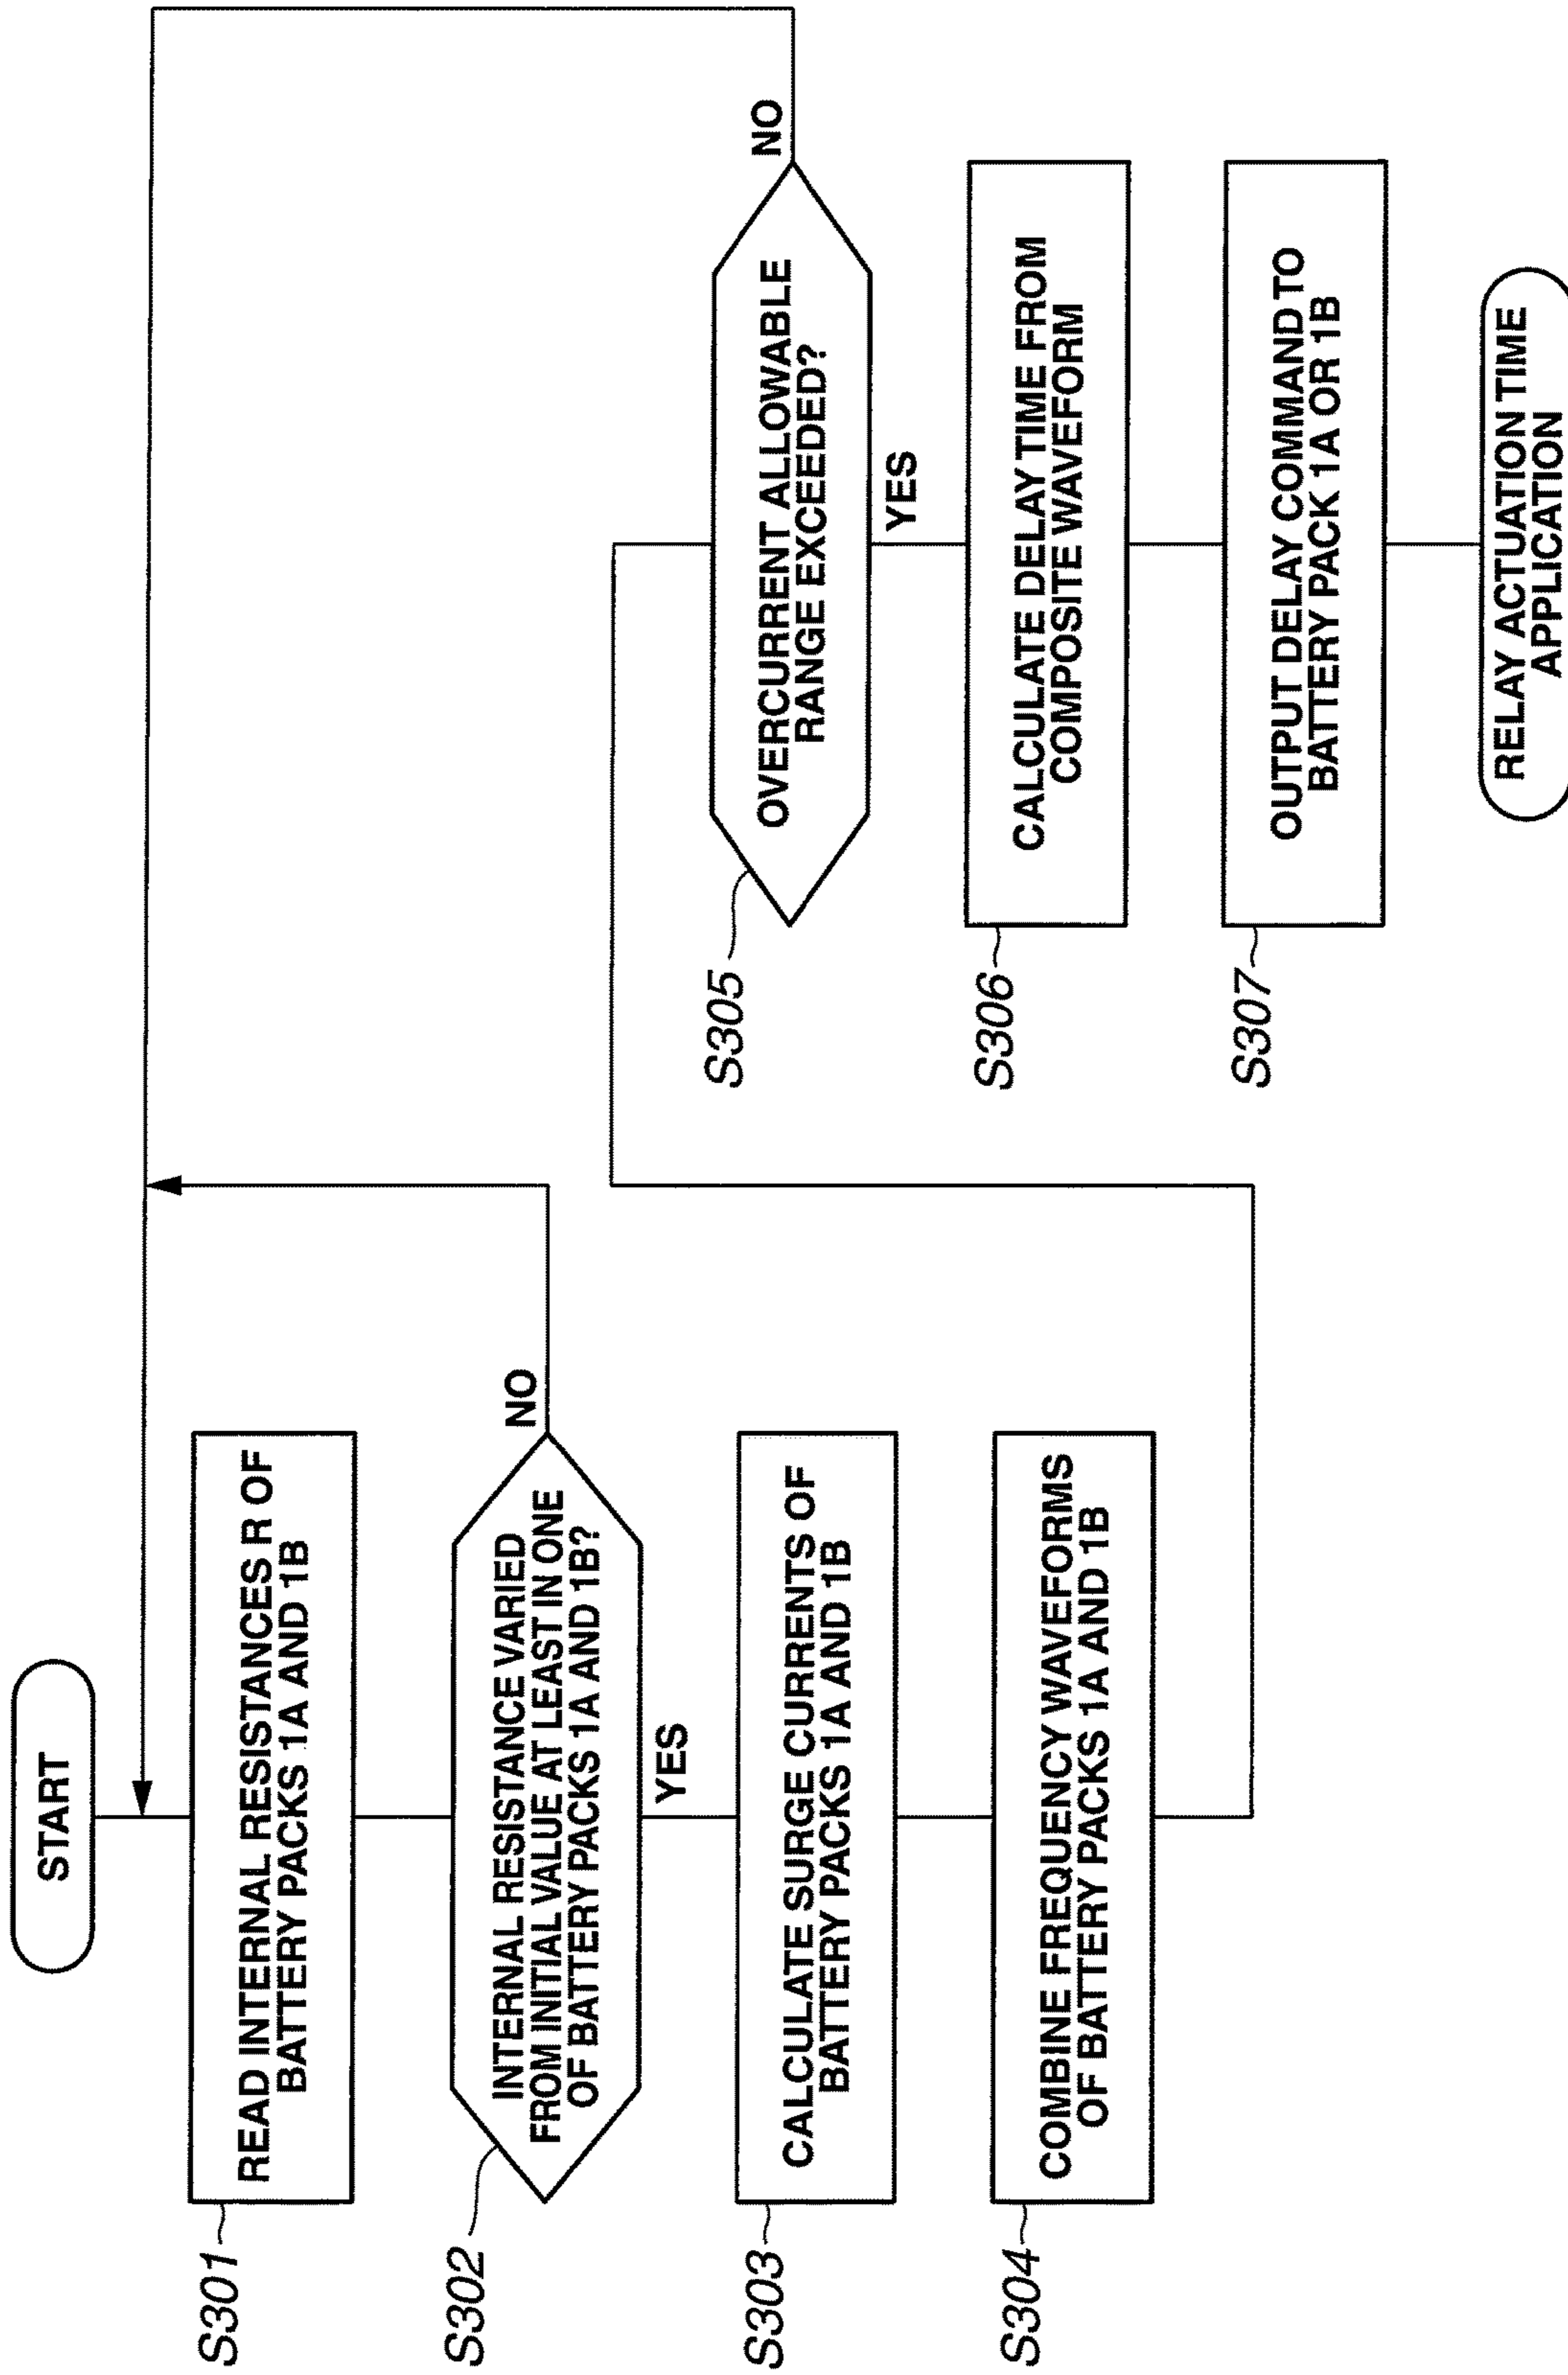 START
S301
READ INTERNAL RESISTANCES R OF
BATTERY PACKS 1A AND 1B
S302
INTERNAL RESISTANCE VARIED
FROM INITIAL VALUE AT LEAST IN ONE
OF BATTERY PACKS 1A AND 1B?
NO
YES
S303
CALCULATE SURGE CURRENTS OF
BATTERY PACKS 1A AND 1B
S304
COMBINE FREQUENCY WAVEFORMS
OF BATTERY PACKS 1A AND 1B
S305
OVERCURRENT ALLOWABLE
RANGE EXCEEDED?
NO
YES
S306
CALCULATE DELAY TIME FROM
COMPOSITE WAVEFORM
S307
OUTPUT DELAY COMMAND TO
BATTERY PACK 1A OR 1B
RELAY ACTUATION TIME
APPLICATION